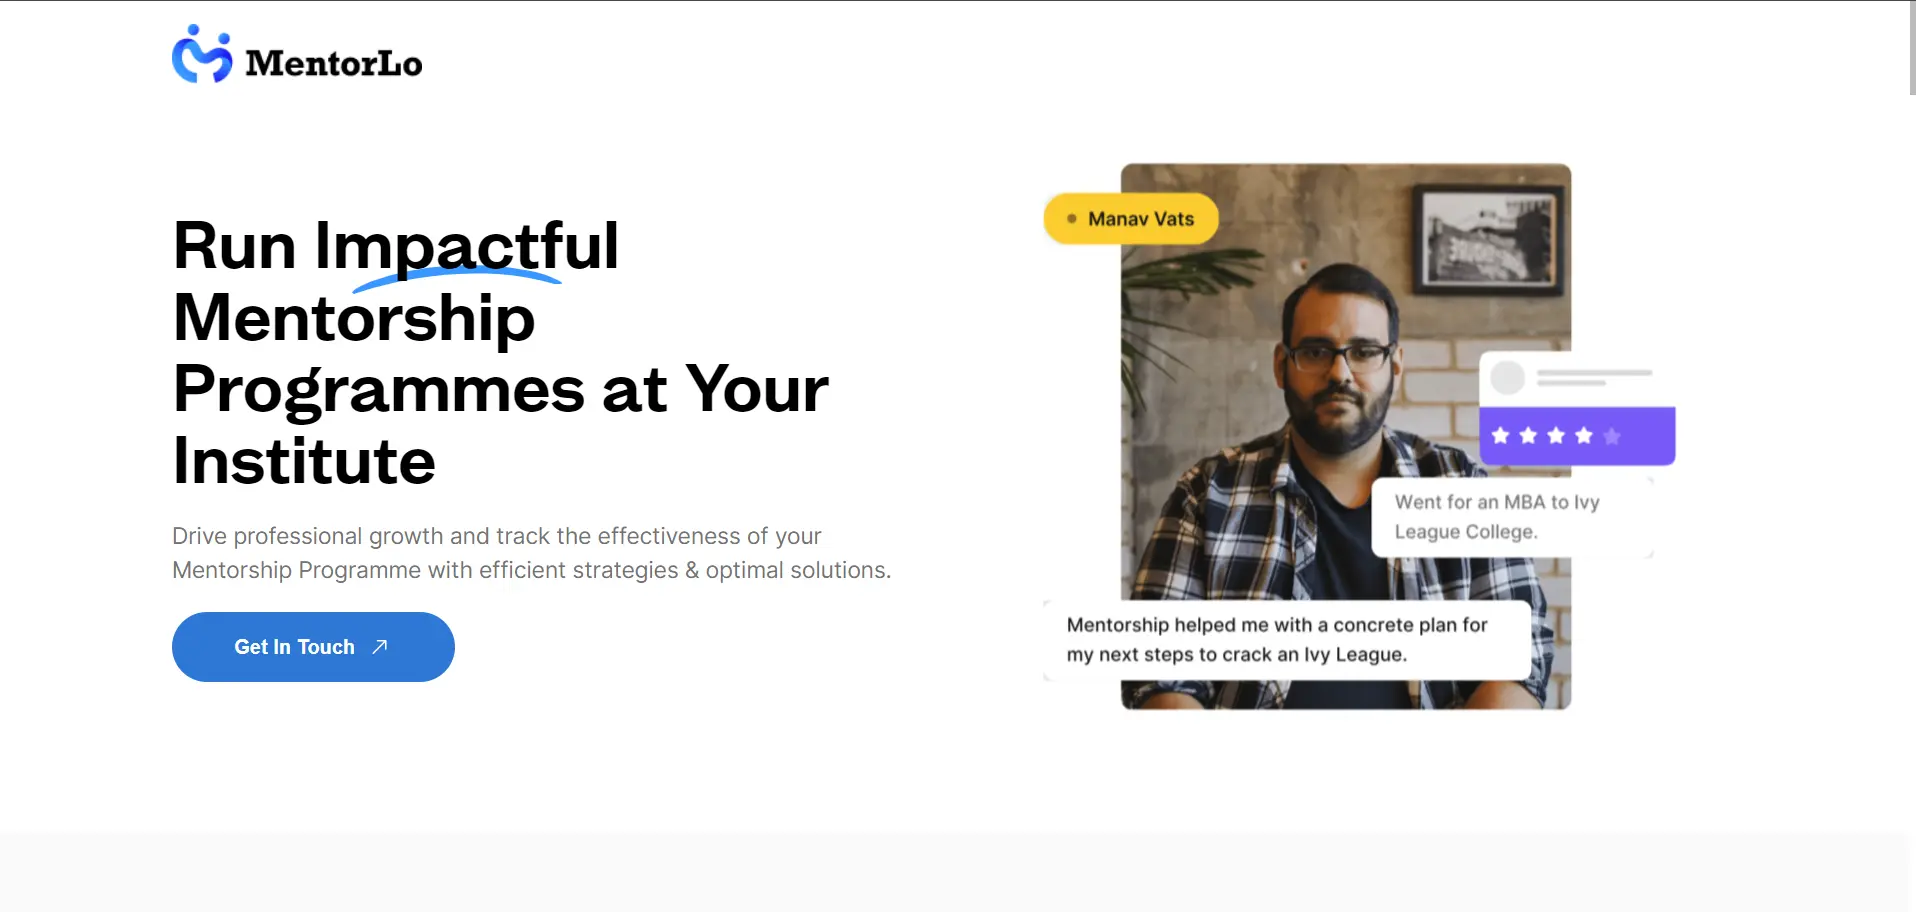 MentorLo
Run Impactful
Mentorship
Programmes at Your
Institute
Drive professional growth and track the effectiveness of your
Mentorship Programme with efficient strategies & optimal solutions.
Get In Touch
Manav Vats
Went for an MBA to Ivy
League College.
Mentorship helped me with a concrete plan for
my next steps to crack an Ivy League.